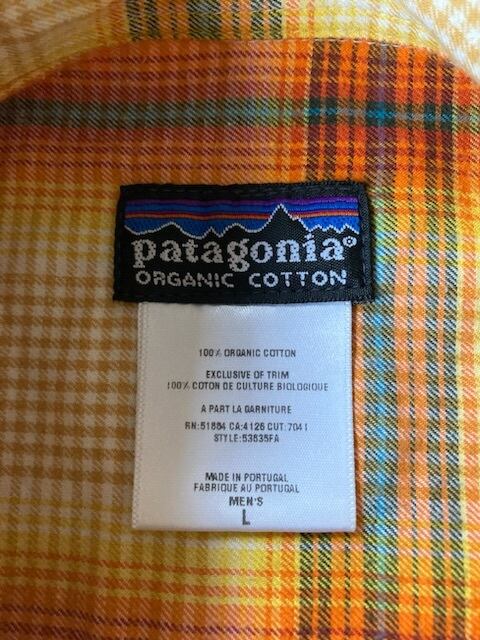 patagonia®
ORGANIC COTTON
100% ORGANIC COTTON
EXCLUSIVE OF TRIM
100% COTON DE CULTURE BIOLOGIQUE
A PART LA GARNITURE
RN:51884 CA:4126 CUT:7041
STYLE:53835FA
MADE IN PORTUGAL
FABRIQUE AU PORTUGAL
MEN'S
L